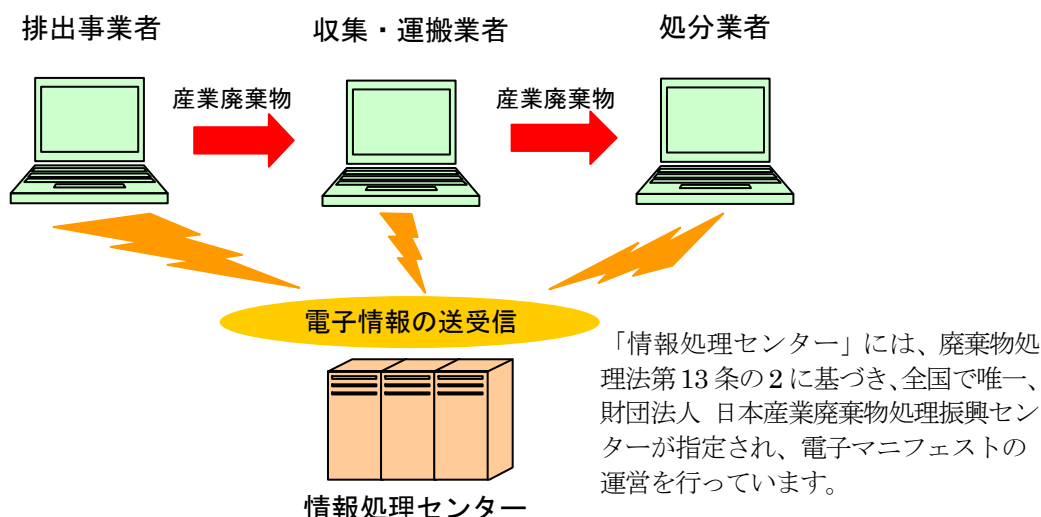 排出事業者
収集・運搬業者
処分業者
産業廃棄物
産業廃棄物
電子情報の送受信
「情報処理センター」には、廃棄物処
理法第13条の2に基づき、全国で唯一、
財団法人 日本産業廃棄物処理振興セン
ターが指定され、電子マニフェストの
運営を行っています。
情報処理センター